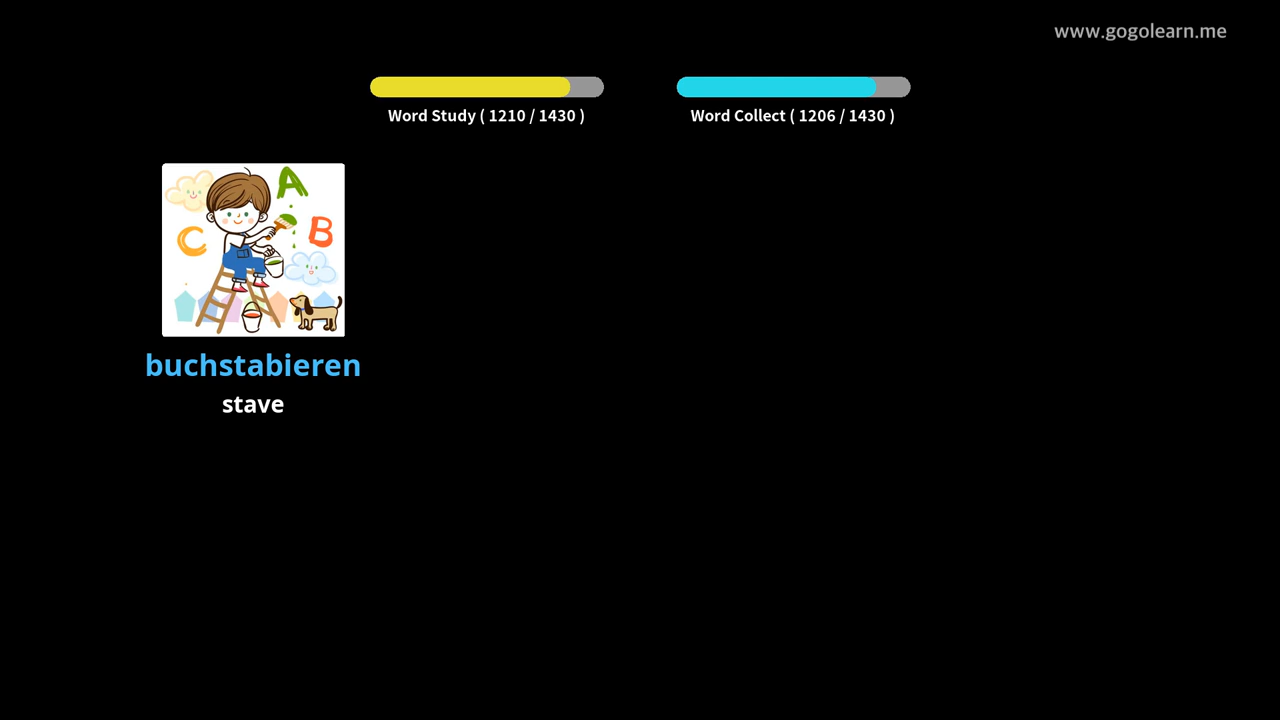 www.gogolearn.me
Word Study ( 1210 / 1430 )
Word Collect ( 1206 / 1430 )
A
B
C
buchstabieren
stave